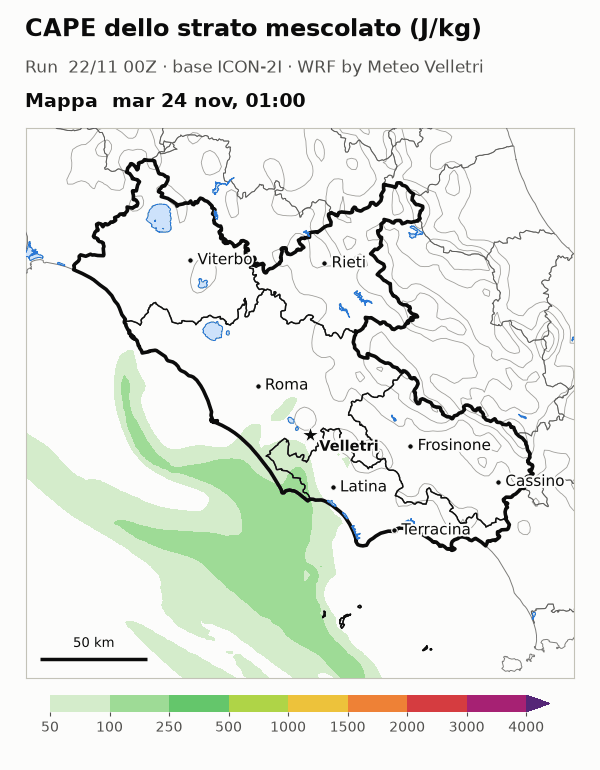 CAPE dello strato mescolato (J/kg)
Run  22/11 00Z · base ICON-2I · WRF by Meteo Velletri
Mappa  mar 24 nov, 01:00
Viterbo
Rieti
Roma
Velletri
Frosinone
Cassino
Latina
Terracina
50 km
50 100 250 500 1000 1500 2000 3000 4000